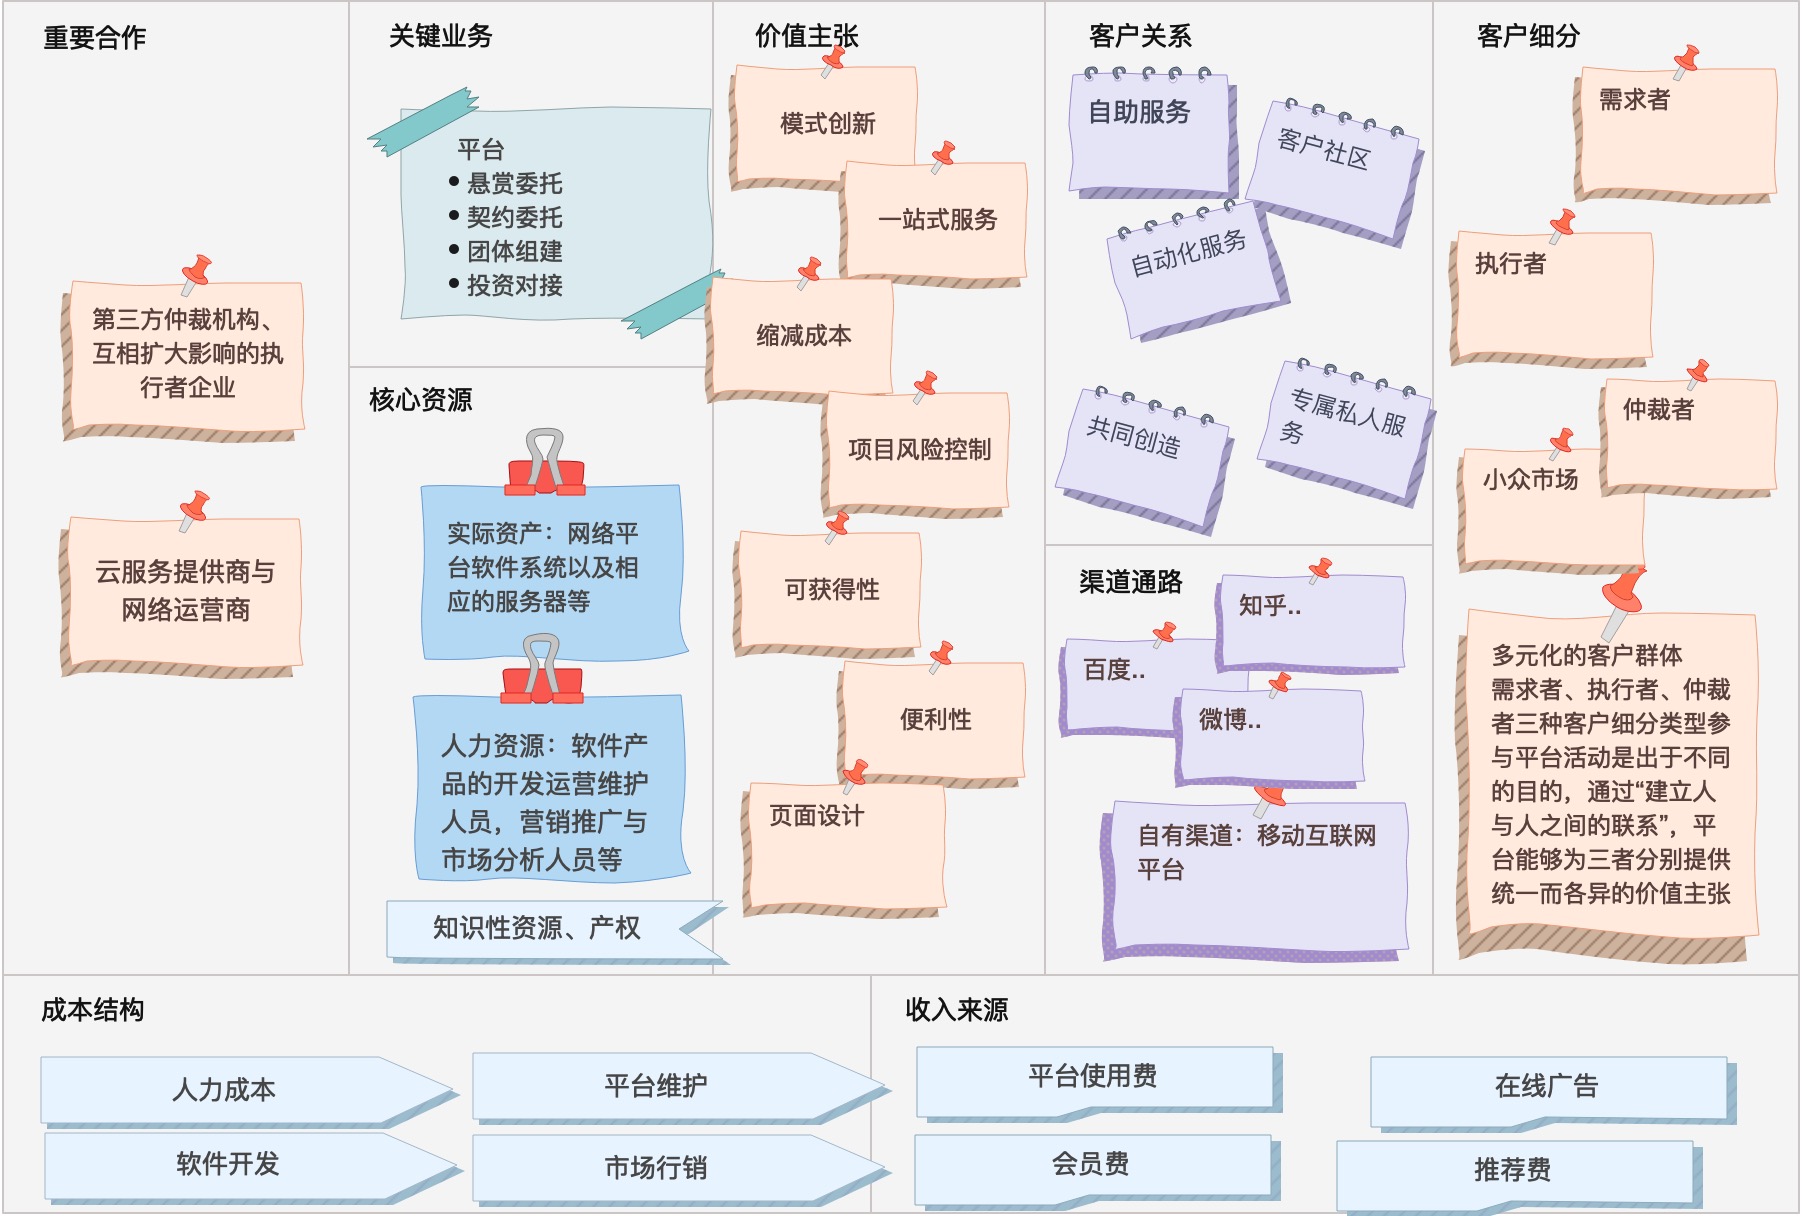 重要合作
第三方仲裁机构、
互相扩大影响的执
行者企业
云服务提供商与
网络运营商
关键业务
平台
• 悬赏委托
• 契约委托
• 团体组建
• 投资对接
核心资源
实际资产：网络平
台软件系统以及相
应的服务器等
人力资源：软件产
品的开发运营维护
人员，营销推广与
市场分析人员等
知识性资源、产权
价值主张
模式创新
一站式服务
缩减成本
项目风险控制
可获得性
便利性
页面设计
客户关系
自助服务
客户社区
自动化服务
专属私人服
务
共同创造
渠道通路
知乎..
百度..
微博..
自有渠道：移动互联网
平台
客户细分
需求者
执行者
仲裁者
小众市场
多元化的客户群体
需求者、执行者、仲裁
者三种客户细分类型参
与平台活动是出于不同
的目的，通过“建立人
与人之间的联系”，平
台能够为三者分别提供
统一而各异的价值主张
成本结构
人力成本
平台维护
软件开发
市场行销
收入来源
平台使用费
在线广告
会员费
推荐费